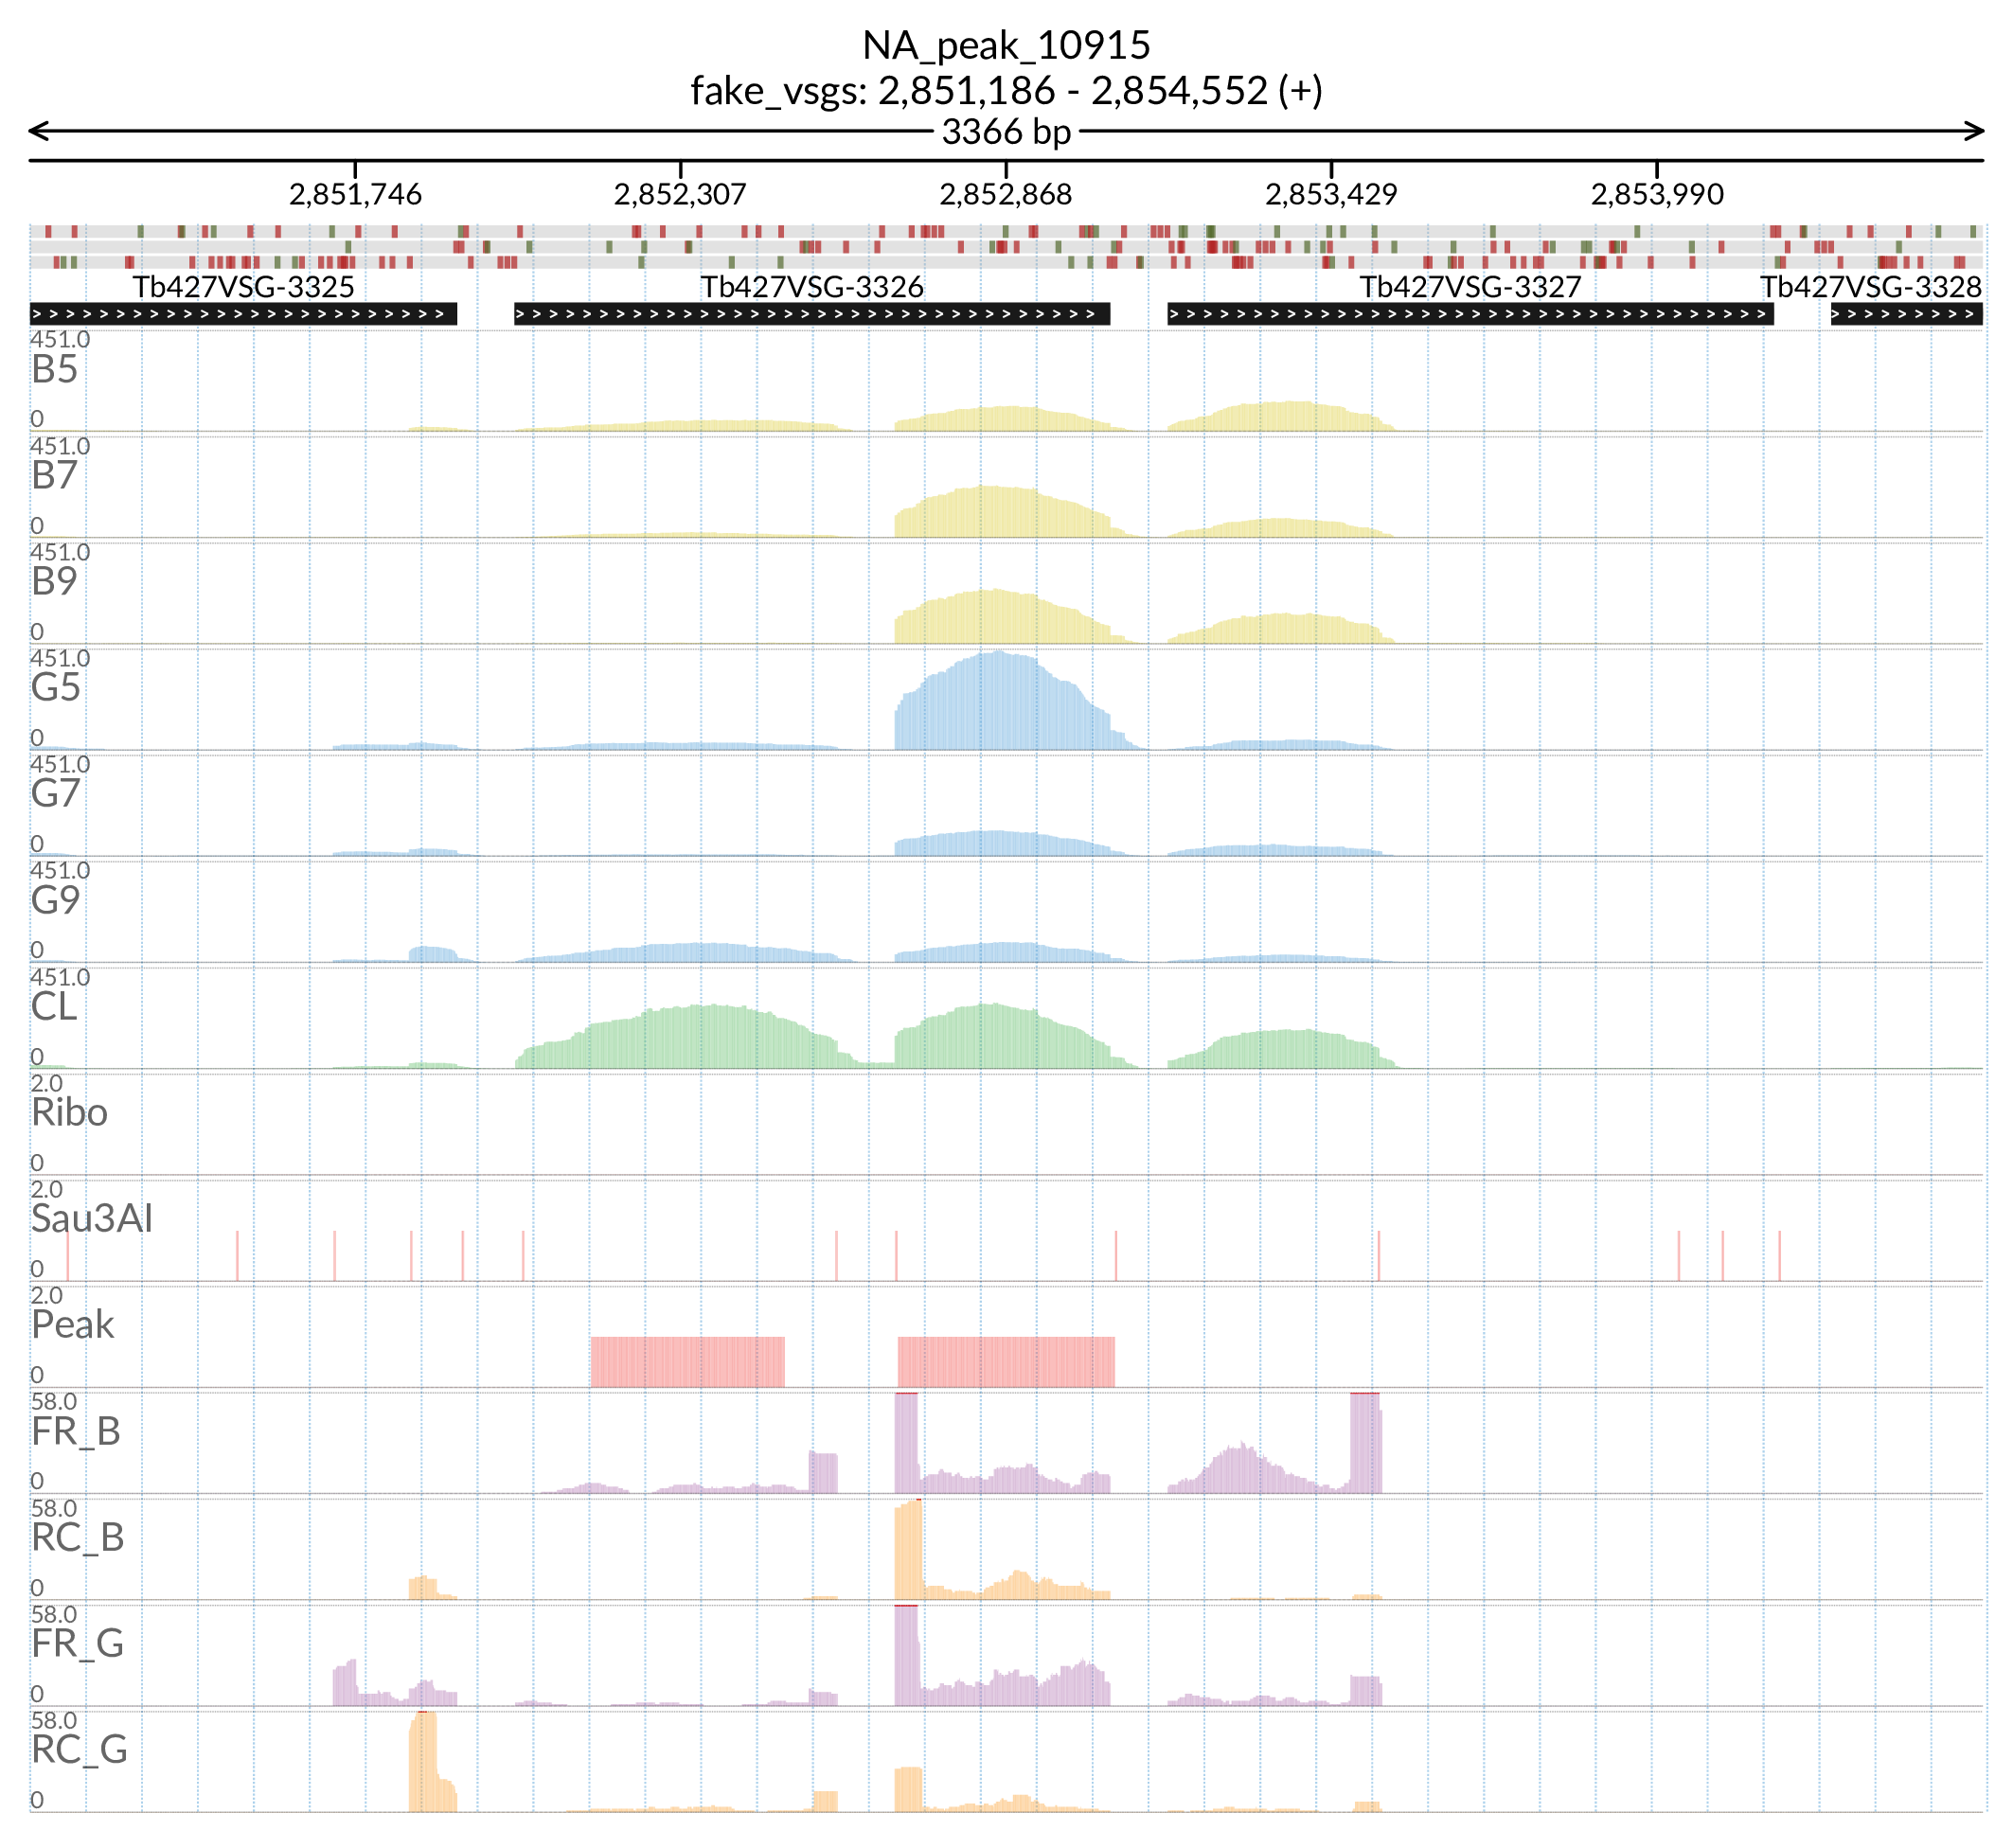 NA_peak_10915
fake_vsgs: 2,851,186 - 2,854,552 (+)
3366 bp
2,851,746 2,852,307 2,852,868 2,853,429 2,853,990
Tb427VSG-3325 Tb427VSG-3326 Tb427VSG-3327 Tb427VSG-3328
451.0
B5
0
451.0
B7
0
451.0
B9
0
451.0
G5
0
451.0
G7
0
451.0
G9
0
451.0
CL
0
2.0
Ribo
0
2.0
Sau3AI
0
2.0
Peak
0
58.0
FR_B
0
58.0
RC_B
0
58.0
FR_G
0
58.0
RC_G
0